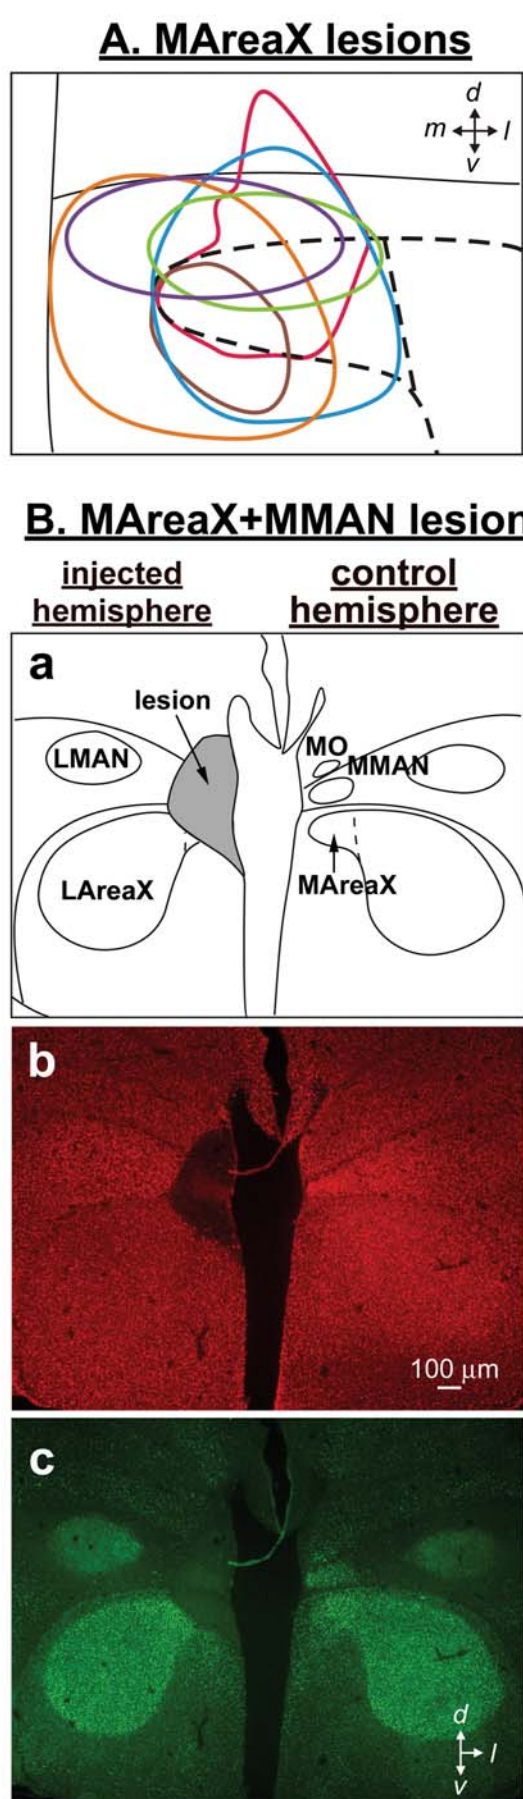 A. MAreaX lesions
d
m l
v
B. MAreaX+MMAN lesion
injected
hemisphere
control
hemisphere
a
lesion
LMAN
MO
MMAN
LAreaX
MAreaX
b
100 μm
c
d
l
v